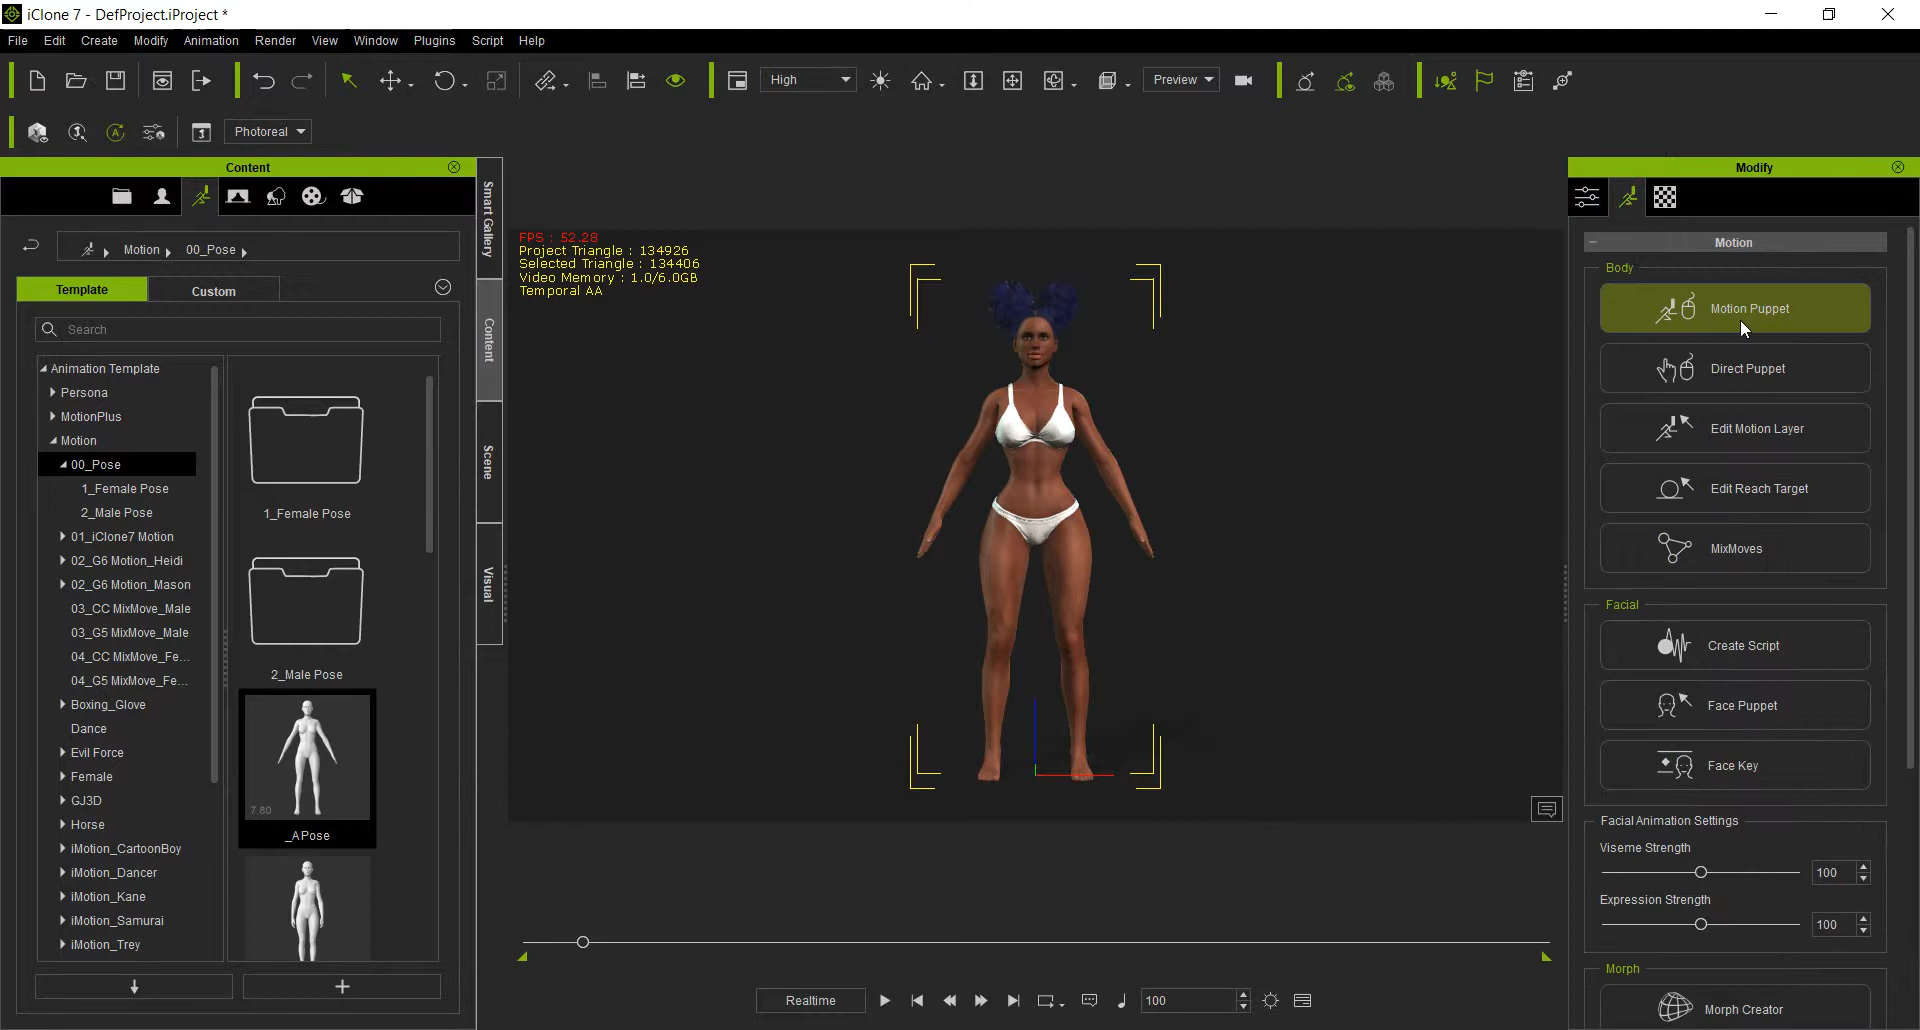 iClone 7 - DefProject.iProject *
File Edit Create Modify Animation Render View Window Plugins Script Help
High
Preview
Photoreal
Content
Motion
00_Pose
Template
Custom
Search
Animation Template
Persona
MotionPlus
Motion
00_Pose
1_Female Pose
2_Male Pose
01_iClone7 Motion
02_G6 Motion_Heidi
02_G6 Motion_Mason
03_CC MixMove_Male
03_G5 MixMove_Male
04_CC MixMove_Fe...
04_G5 MixMove_Fe...
Boxing_Glove
Dance
Evil Force
Female
GJ3D
Horse
iMotion_CartoonBoy
iMotion_Dancer
iMotion_Kane
iMotion_Samurai
iMotion_Trey
1_Female Pose
2_Male Pose
7.80
_APose
Smart Gallery
Content
Scene
Visual
FPS : 52.28
Project Triangle : 134926
Selected Triangle : 134406
Video Memory : 1.0/6.0GB
Temporal AA
Realtime
100
Modify
Motion
Body
Motion Puppet
Direct Puppet
Edit Motion Layer
Edit Reach Target
MixMoves
Facial
Create Script
Face Puppet
Face Key
Facial Animation Settings
Viseme Strength
100
Expression Strength
100
Morph
Morph Creator